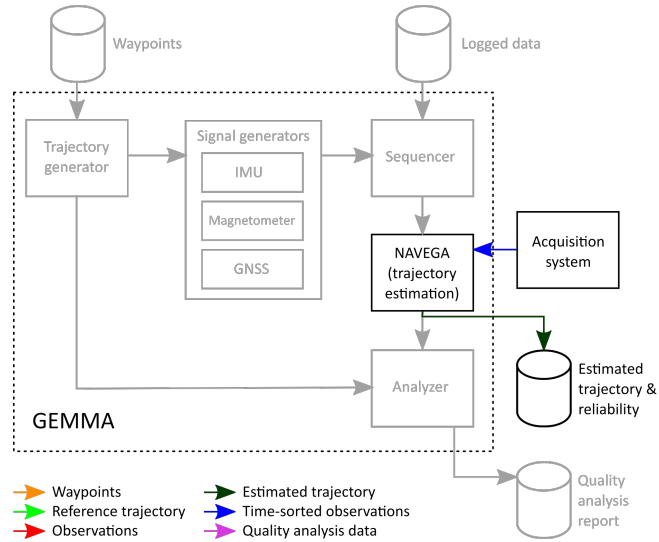 Waypoints
Logged data
Trajectory
generator
Signal generators
IMU
Magnetometer
GNSS
Sequencer
NAVEGA
(trajectory
estimation)
Acquisition
system
Analyzer
Estimated
trajectory &
reliability
GEMMA
Quality
analysis
report
Waypoints
Reference trajectory
Observations
Estimated trajectory
Time-sorted observations
Quality analysis data